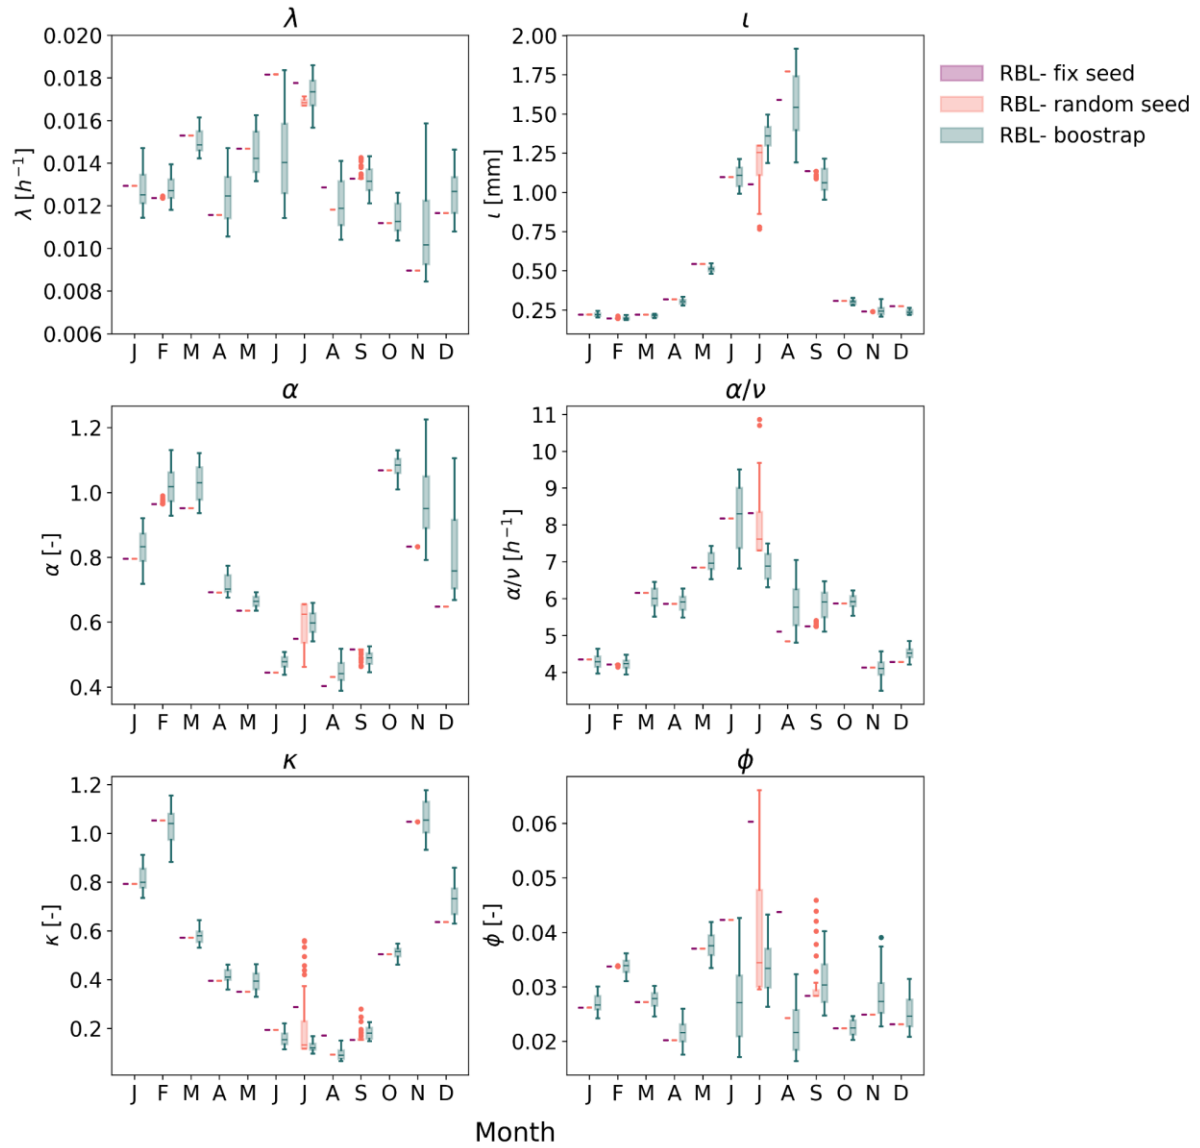 λ
ι
λ [h⁻¹]
0.020
0.018
0.016
0.014
0.012
0.010
0.008
0.006
J F M A M J J A S O N D
ι [mm]
2.00
1.75
1.50
1.25
1.00
0.75
0.50
0.25
J F M A M J J A S O N D
RBL- fix seed
RBL- random seed
RBL- boostrap
α
α/ν
α [-]
1.2
1.0
0.8
0.6
0.4
J F M A M J J A S O N D
α/ν [h⁻¹]
11
10
9
8
7
6
5
4
J F M A M J J A S O N D
κ
ϕ
κ [-]
1.2
1.0
0.8
0.6
0.4
0.2
J F M A M J J A S O N D
ϕ [-]
0.06
0.05
0.04
0.03
0.02
J F M A M J J A S O N D
Month